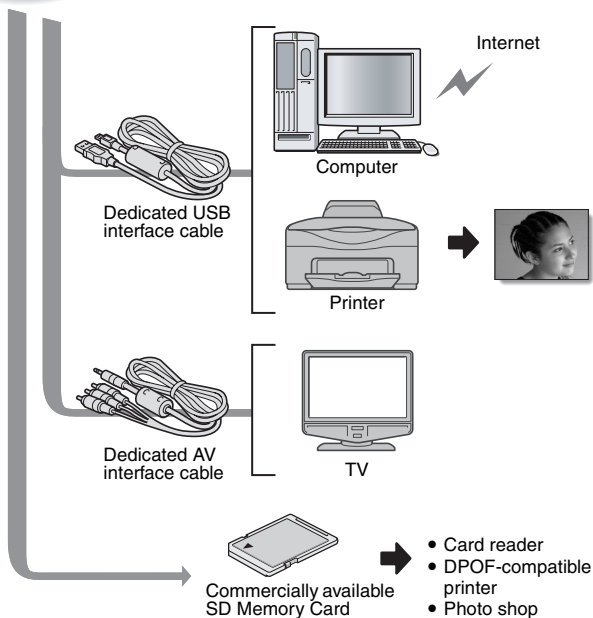 Internet
Computer
Dedicated USB
interface cable
Printer
Dedicated AV
interface cable
TV
Commercially available
SD Memory Card
• Card reader
• DPOF-compatible
printer
• Photo shop